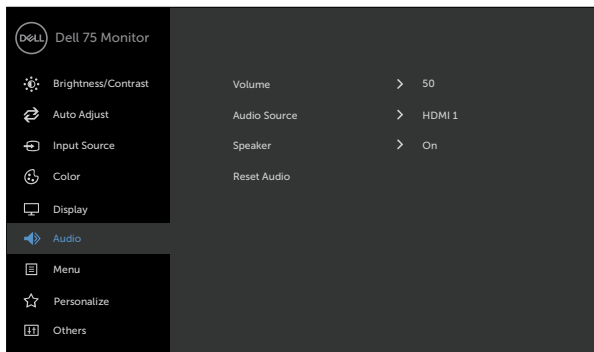 DELL
Dell 75 Monitor
Brightness/Contrast
Auto Adjust
Input Source
Color
Display
Audio
Menu
Personalize
Others
Volume 50
Audio Source HDMI 1
Speaker On
Reset Audio